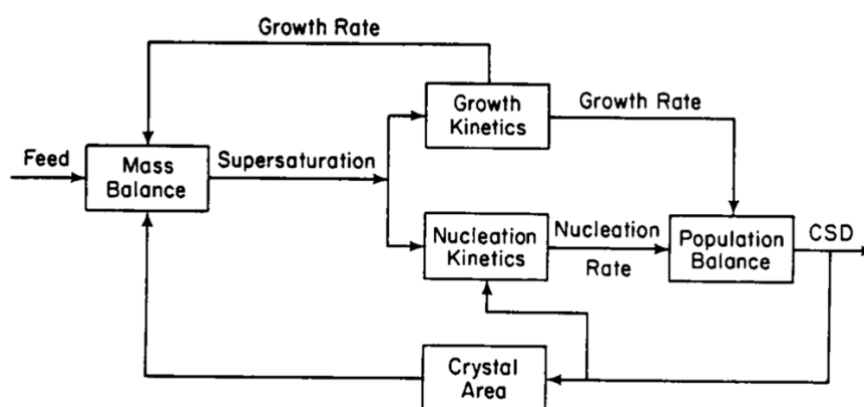 Growth Rate
Growth
Kinetics
Growth Rate
Feed
Mass
Balance
Supersaturation
Nucleation
Kinetics
Nucleation
Rate
Population
Balance
CSD
Crystal
Area